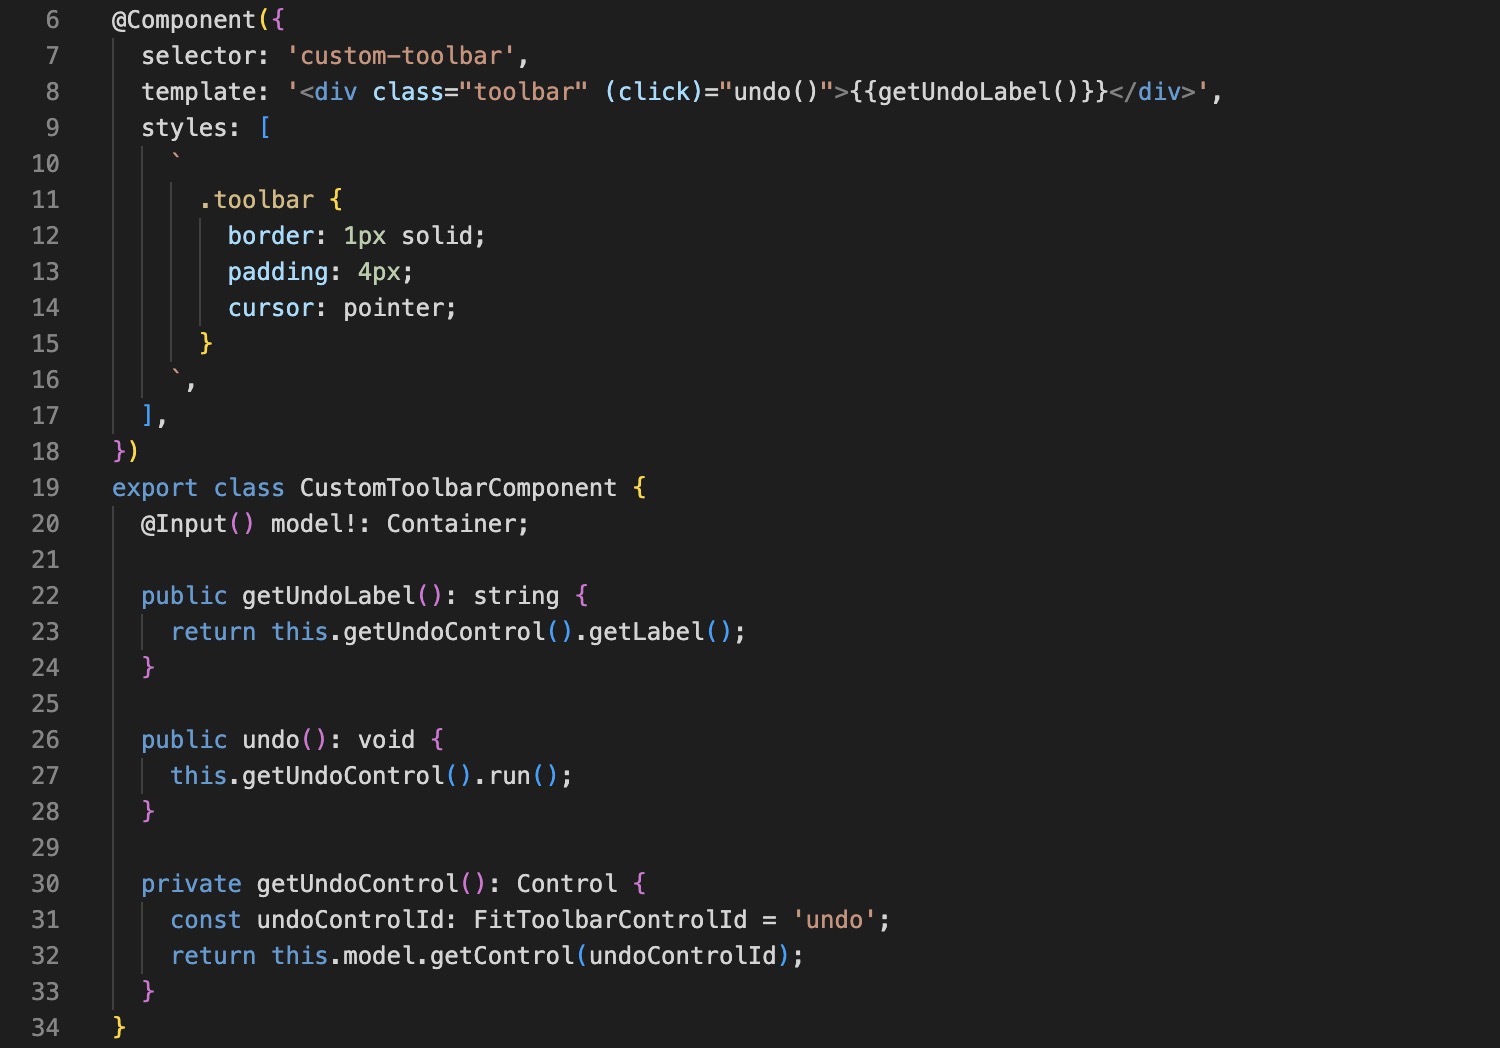 6 @Component({
7   selector: 'custom-toolbar',
8   template: '<div class="toolbar" (click)="undo()">{{getUndoLabel()}}</div>',
9   styles: [
10     `
11       .toolbar {
12         border: 1px solid;
13         padding: 4px;
14         cursor: pointer;
15       }
16     `,
17   ],
18 })
19 export class CustomToolbarComponent {
20   @Input() model!: Container;
21
22   public getUndoLabel(): string {
23     return this.getUndoControl().getLabel();
24   }
25
26   public undo(): void {
27     this.getUndoControl().run();
28   }
29
30   private getUndoControl(): Control {
31     const undoControlId: FitToolbarControlId = 'undo';
32     return this.model.getControl(undoControlId);
33   }
34 }